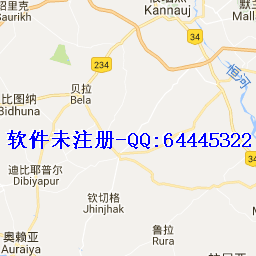 绍里克
Saurikh
Kannauj
Mall
34
恒河
234
贝拉
Bela
比图纳
Bidhuna
软件未注册-QQ:64445322
迪比耶普尔
Dibiyapur
34
钦切格
Jhinjhak
奥赖亚
Auraiya
鲁拉
Rura